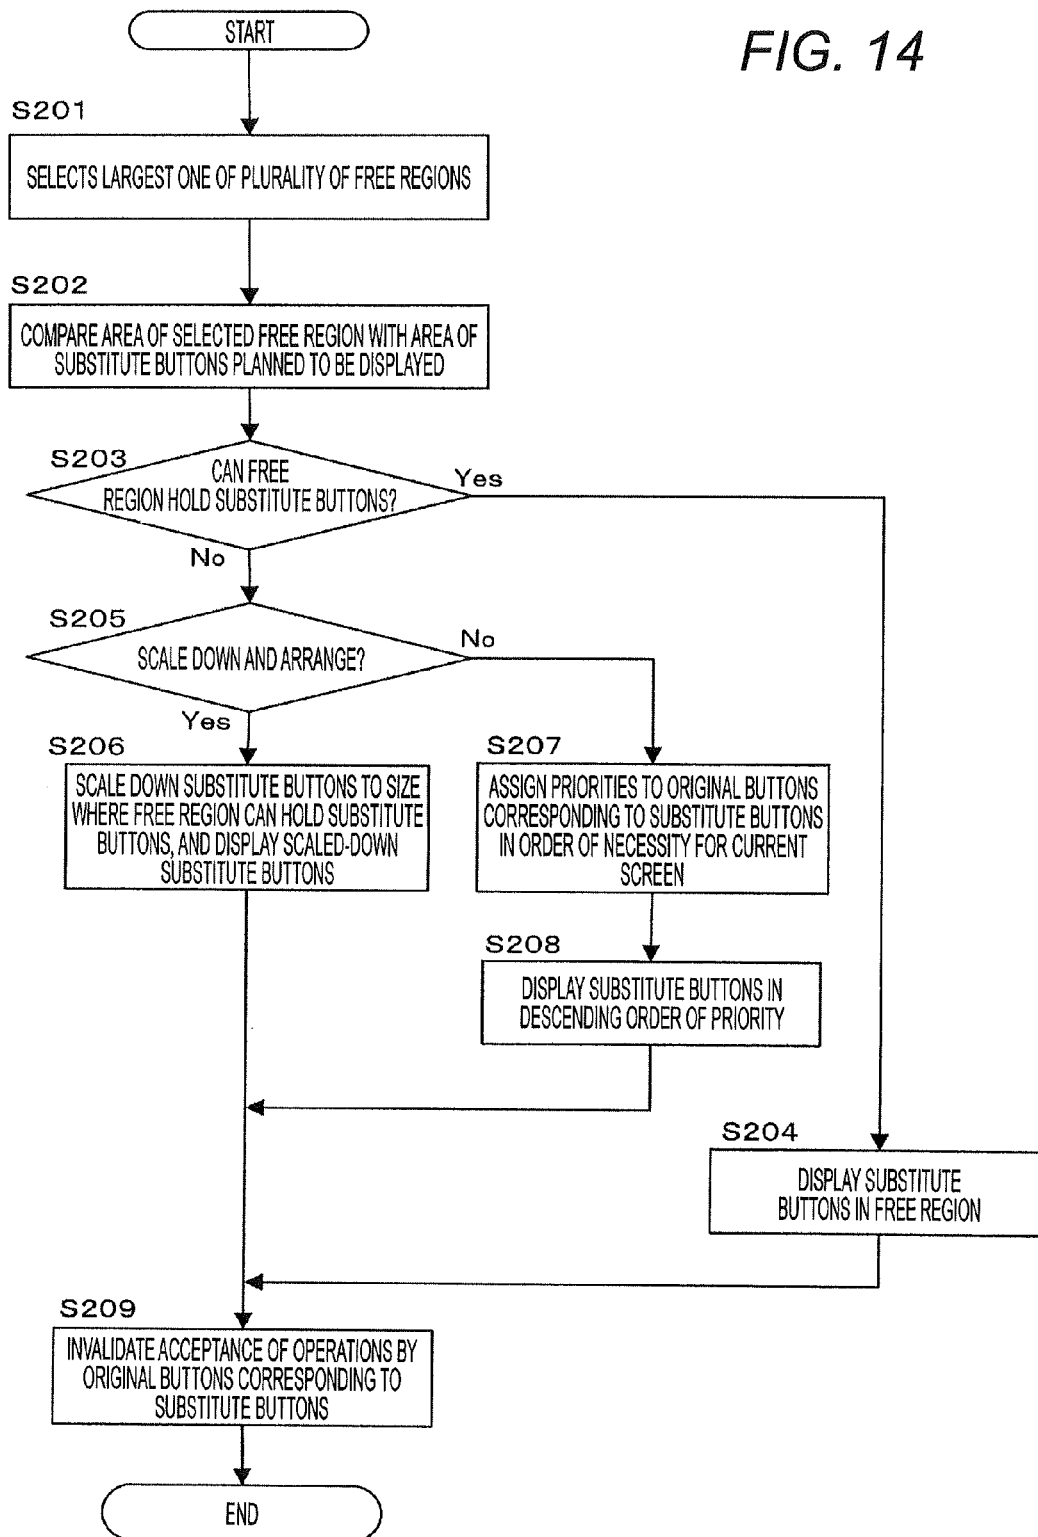 START
FIG. 14
S201
SELECTS LARGEST ONE OF PLURALITY OF FREE REGIONS
S202
COMPARE AREA OF SELECTED FREE REGION WITH AREA OF
SUBSTITUTE BUTTONS PLANNED TO BE DISPLAYED
S203
CAN FREE
REGION HOLD SUBSTITUTE BUTTONS?
Yes
No
S205
SCALE DOWN AND ARRANGE?
No
Yes
S206
SCALE DOWN SUBSTITUTE BUTTONS TO SIZE
WHERE FREE REGION CAN HOLD SUBSTITUTE
BUTTONS, AND DISPLAY SCALED-DOWN
SUBSTITUTE BUTTONS
S207
ASSIGN PRIORITIES TO ORIGINAL BUTTONS
CORRESPONDING TO SUBSTITUTE BUTTONS
IN ORDER OF NECESSITY FOR CURRENT
SCREEN
S208
DISPLAY SUBSTITUTE BUTTONS IN
DESCENDING ORDER OF PRIORITY
S204
DISPLAY SUBSTITUTE
BUTTONS IN FREE REGION
S209
INVALIDATE ACCEPTANCE OF OPERATIONS BY
ORIGINAL BUTTONS CORRESPONDING TO
SUBSTITUTE BUTTONS
END